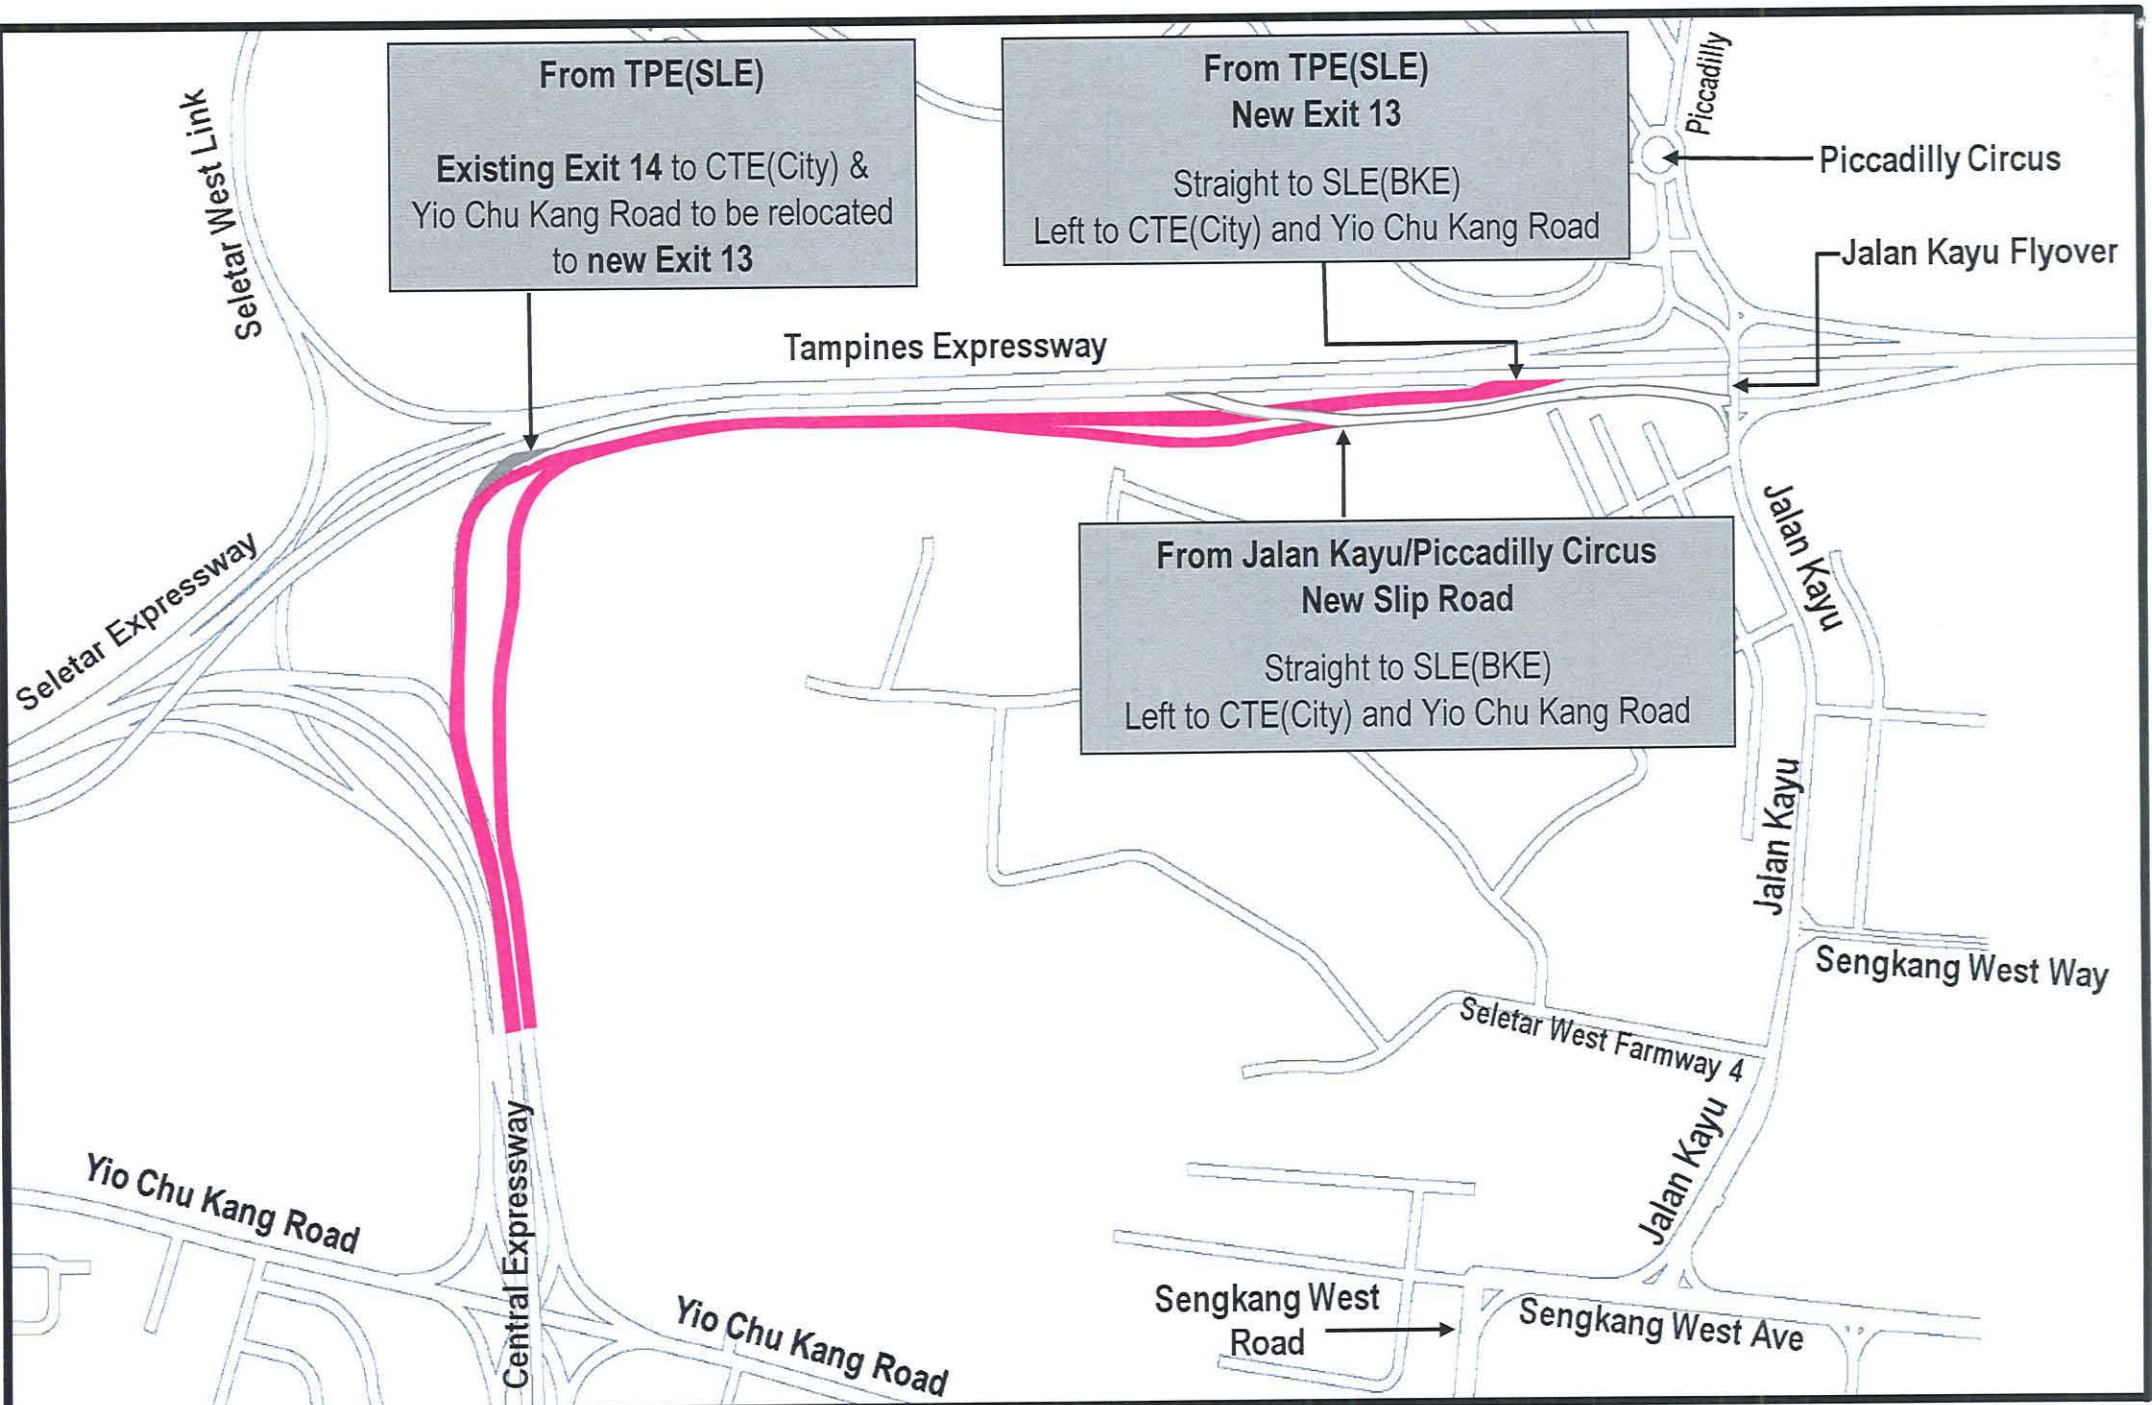 From TPE(SLE)
Existing Exit 14 to CTE(City) &
Yio Chu Kang Road to be relocated
to new Exit 13
From TPE(SLE)
New Exit 13
Straight to SLE(BKE)
Left to CTE(City) and Yio Chu Kang Road
Piccadilly
Piccadilly Circus
Jalan Kayu Flyover
Seletar West Link
Tampines Expressway
Seletar Expressway
From Jalan Kayu/Piccadilly Circus
New Slip Road
Straight to SLE(BKE)
Left to CTE(City) and Yio Chu Kang Road
Jalan Kayu
Jalan Kayu
Sengkang West Way
Seletar West Farmway 4
Jalan Kayu
Yio Chu Kang Road
Central Expressway
Yio Chu Kang Road
Sengkang West
Road
Sengkang West Ave